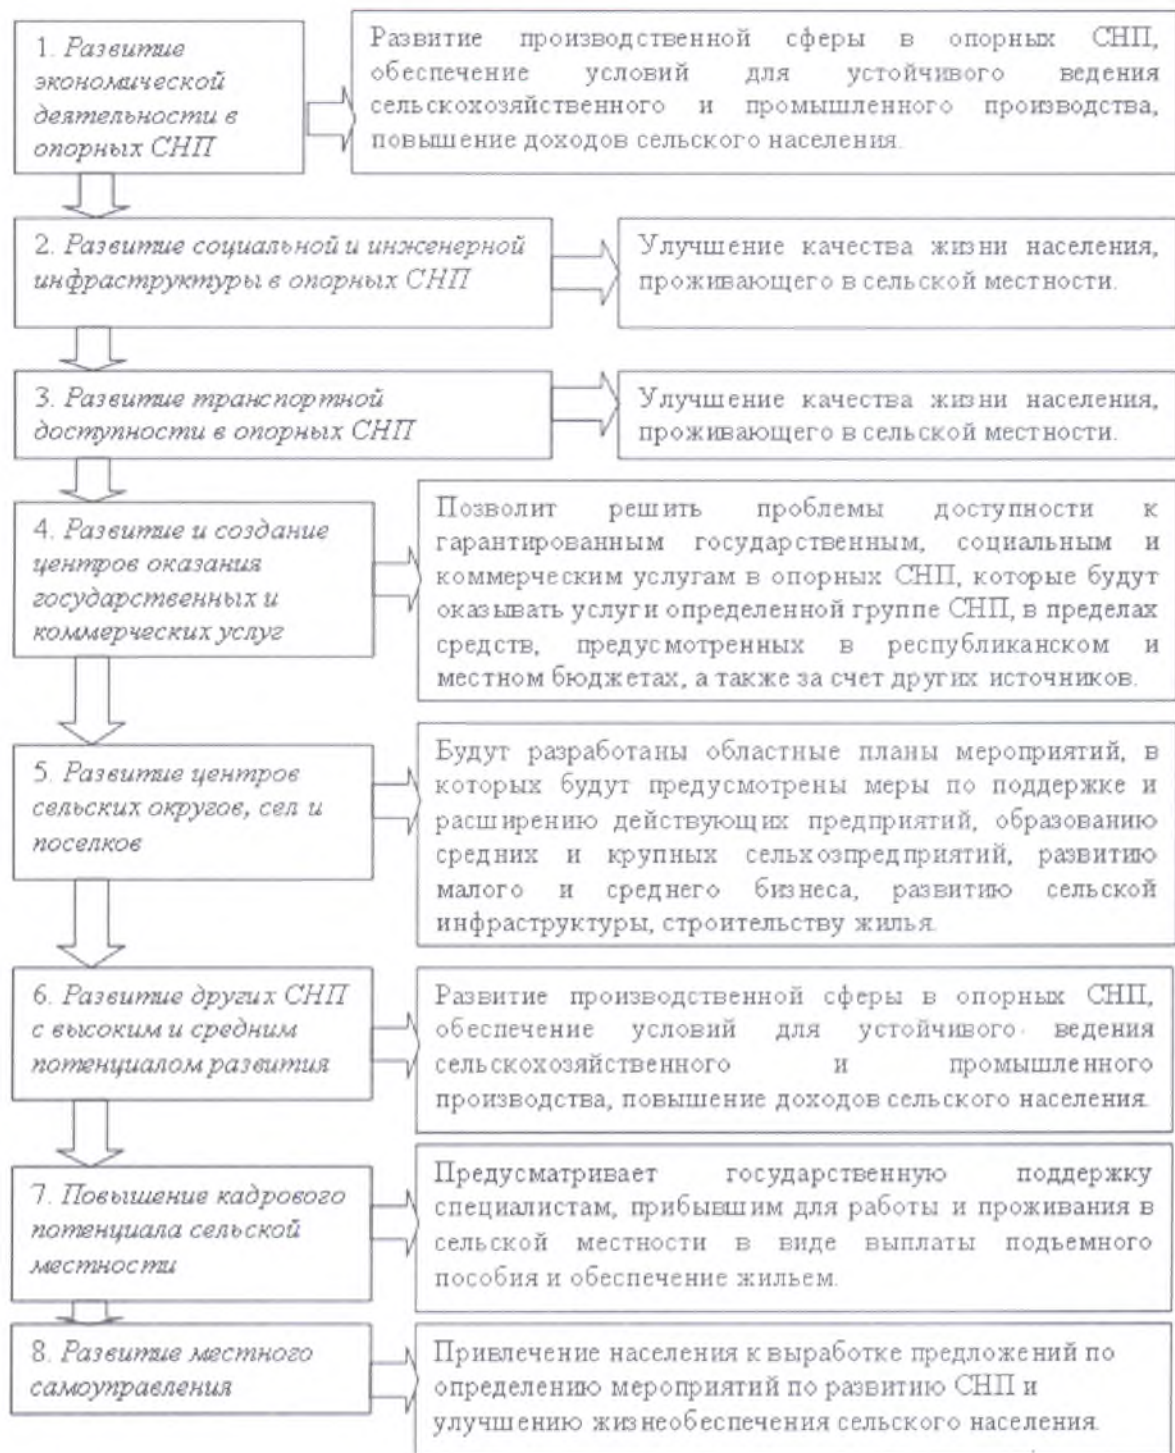 1. Развитие
экономической
деятельности в
опорных СНП
Развитие производственной сферы в опорных СНП,
обеспечение условий для устойчивого ведения
сельскохозяйственного и промышленного производства,
повышение доходов сельского населения.
2. Развитие социальной и инженерной
инфраструктуры в опорных СНП
Улучшение качества жизни населения,
проживающего в сельской местности.
3. Развитие транспортной
доступности в опорных СНП
Улучшение качества жизни населения,
проживающего в сельской местности.
4. Развитие и создание
центров оказания
государственных и
коммерческих услуг
Позволит решить проблемы доступности к
гарантированным государственным, социальным и
коммерческим услугам в опорных СНП, которые будут
оказывать услуги определенной группе СНП, в пределах
средств, предусмотренных в республиканском и
местном бюджетах, а также за счет других источников.
5. Развитие центров
сельских округов, сел и
поселков
Будут разработаны областные планы мероприятий, в
которых будут предусмотрены меры по поддержке и
расширению действующих предприятий, образованию
средних и крупных сельхозпредприятий, развитию
малого и среднего бизнеса, развитию сельской
инфраструктуры, строительству жилья.
6. Развитие других СНП
с высоким и средним
потенциалом развития
Развитие производственной сферы в опорных СНП,
обеспечение условий для устойчивого ведения
сельскохозяйственного и промышленного
производства, повышение доходов сельского населения.
7. Повышение кадрового
потенциала сельской
местности
Предусматривает государственную поддержку
специалистам, прибывшим для работы и проживания в
сельской местности в виде выплаты подьемного
пособия и обеспечение жильем.
8. Развитие местного
самоуправления
Привлечение населения к выработке предложений по
определению мероприятий по развитию СНП и
улучшению жизнеобеспечения сельского населения.